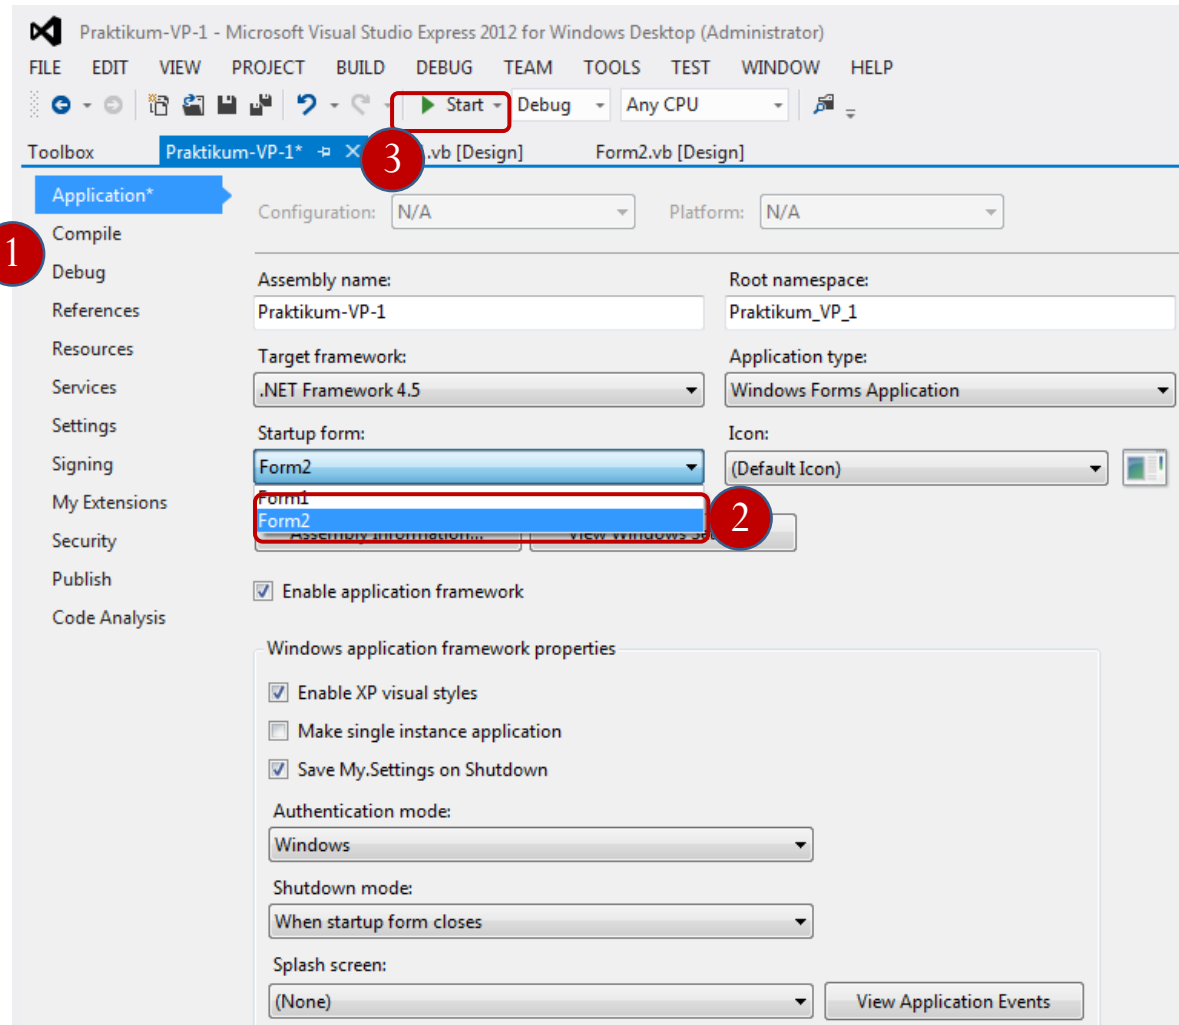 Praktikum-VP-1 - Microsoft Visual Studio Express 2012 for Windows Desktop (Administrator)
FILE EDIT VIEW PROJECT BUILD DEBUG TEAM TOOLS TEST WINDOW HELP
Start Debug Any CPU
3
Toolbox Praktikum-VP-1* .vb [Design] Form2.vb [Design]
Application*
Configuration: N/A Platform: N/A
1
Compile
Debug
Assembly name: Root namespace:
References
Praktikum-VP-1 Praktikum_VP_1
Resources
Target framework: Application type:
Services
.NET Framework 4.5 Windows Forms Application
Settings
Startup form: Icon:
Signing
Form2 (Default Icon)
My Extensions
Form1
Form2
2
Security
Assembly Information... View Windows
Publish
Enable application framework
Code Analysis
Windows application framework properties
Enable XP visual styles
Make single instance application
Save My.Settings on Shutdown
Authentication mode:
Windows
Shutdown mode:
When startup form closes
Splash screen:
(None) View Application Events